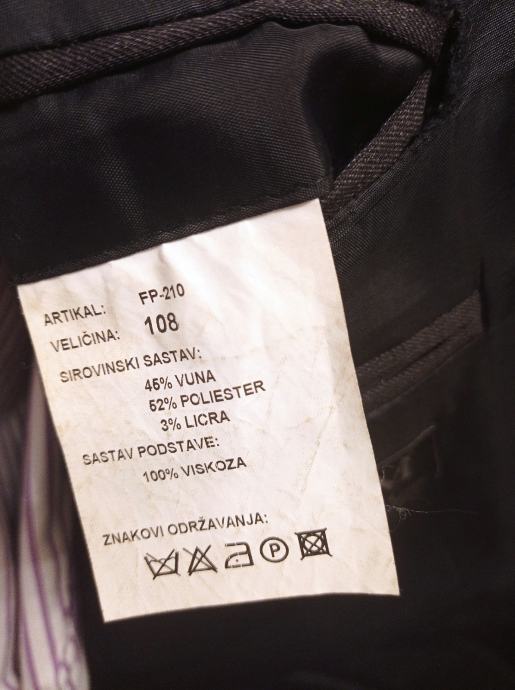 ARTIKAL: FP-210
VELIČINA: 108
SIROVINSKI SASTAV:
45% VUNA
52% POLIESTER
3% LICRA
SASTAV PODSTAVE:
100% VISKOZA
ZNAKOVI ODRŽAVANJA:
P